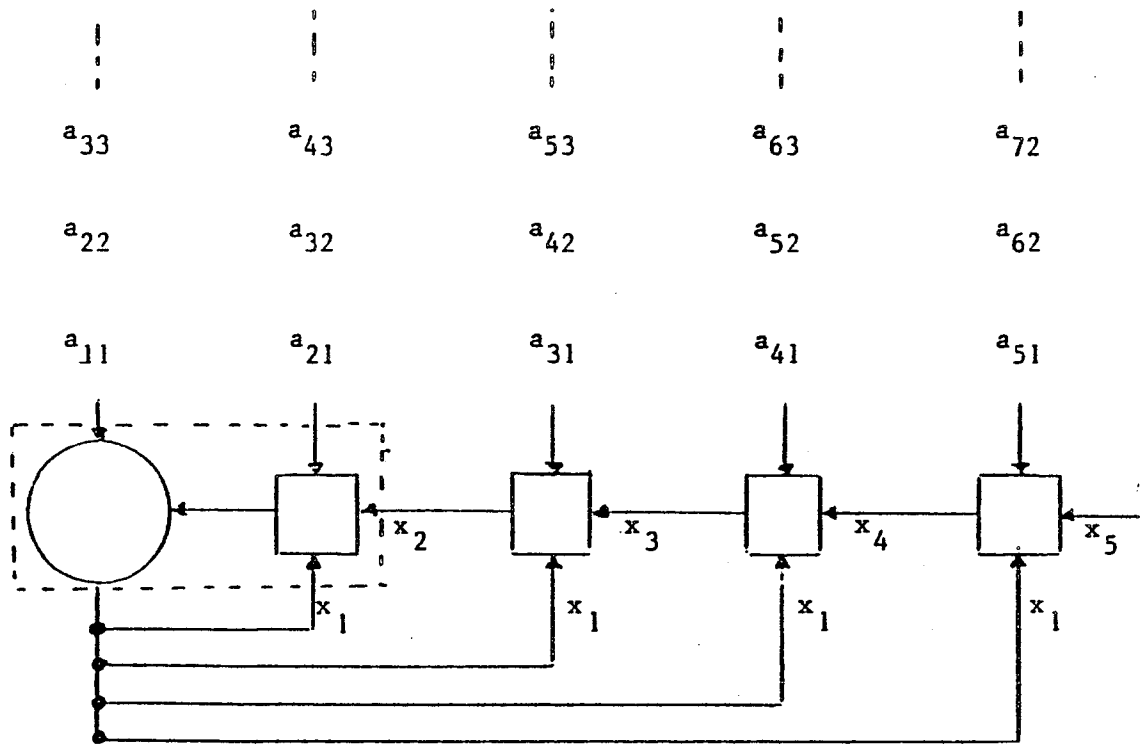 a33 a43 a53 a63 a72
a22 a32 a42 a52 a62
a11 a21 a31 a41 a51
x2 x3 x4 x5
x1 x1 x1 x1